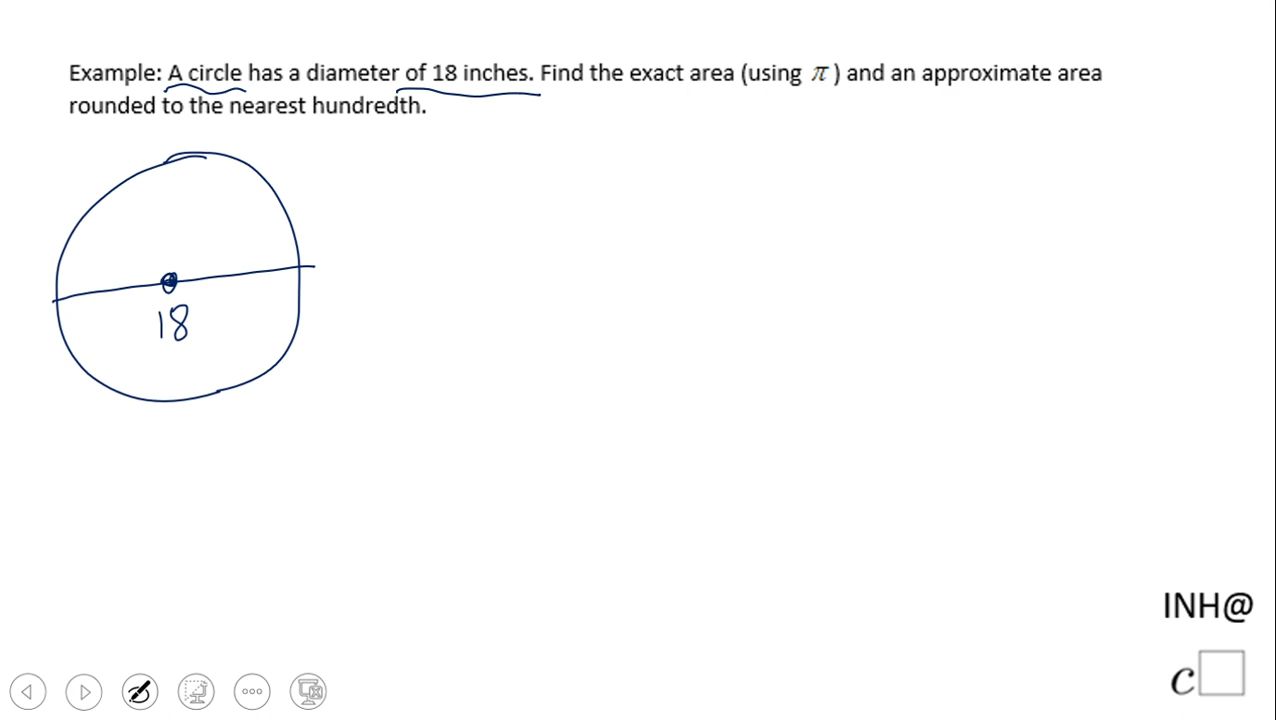 Example: A circle has a diameter of 18 inches. Find the exact area (using π) and an approximate area
rounded to the nearest hundredth.
18
INH@
c□